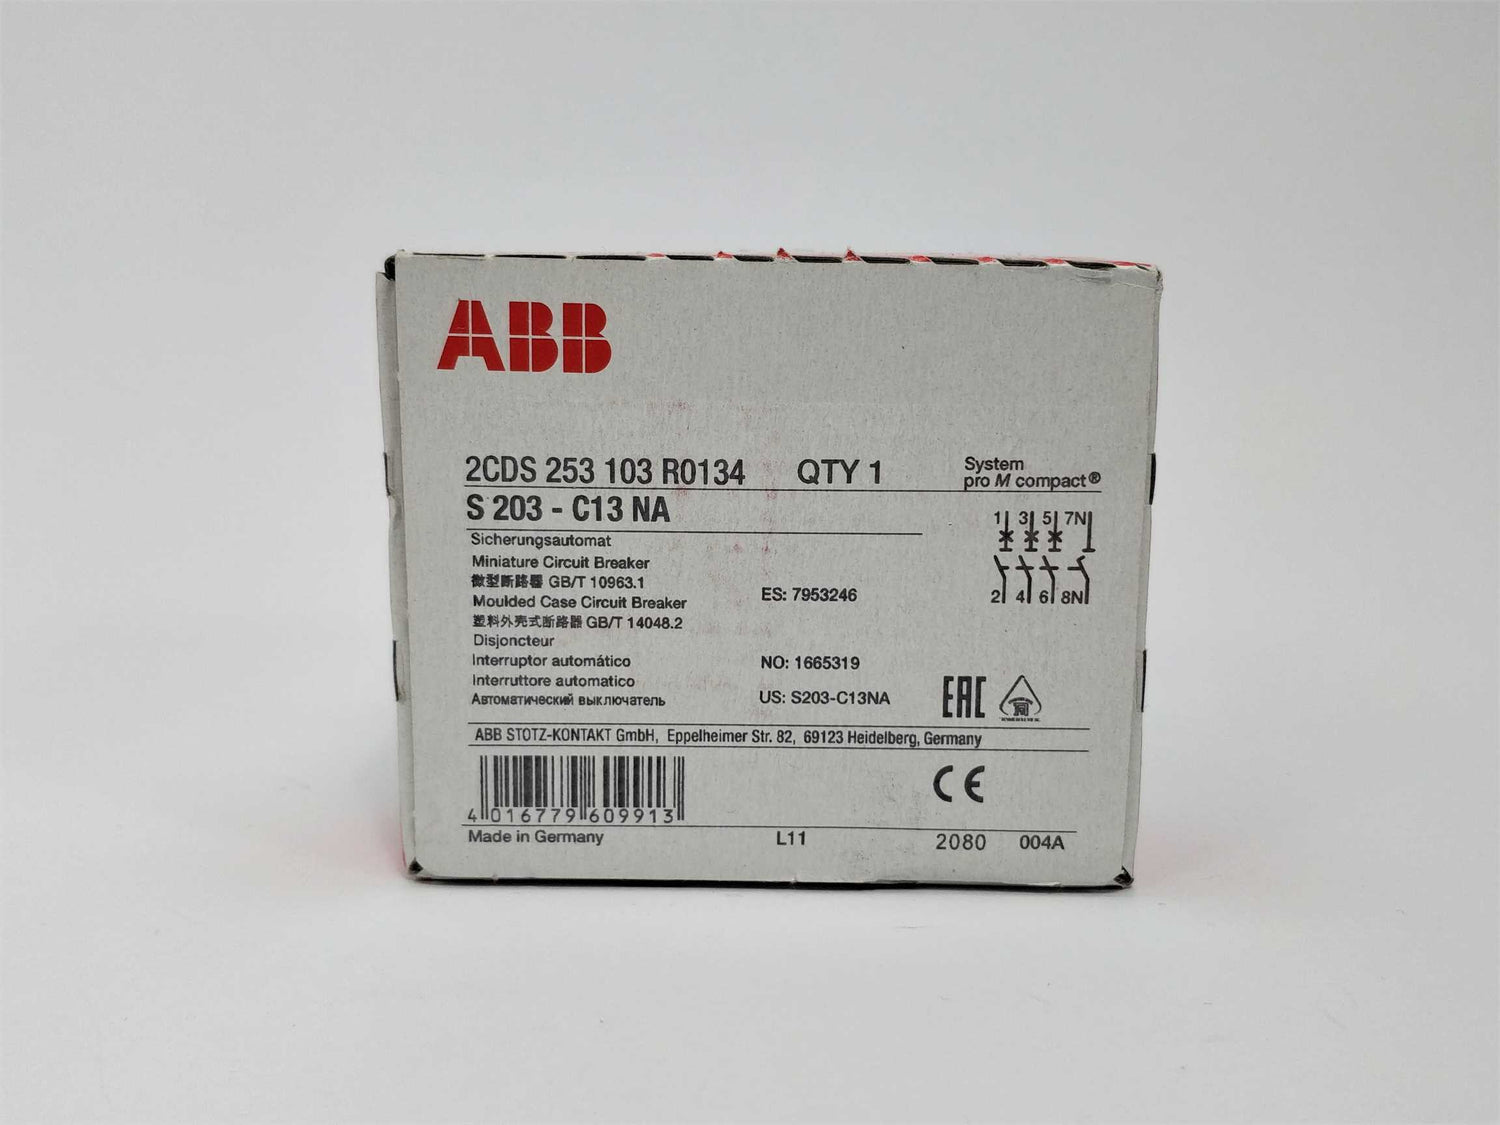 ABB
2CDS 253 103 R0134 QTY 1
System
pro M compact®
S 203 - C13 NA
1 3 5 7N
2 4 6 8N
Sicherungsautomat
Miniature Circuit Breaker
微型断路器 GB/T 10963.1
ES: 7953246
Moulded Case Circuit Breaker
塑料外壳式断路器 GB/T 14048.2
Disjoncteur
Interruptor automático NO: 1665319
Interruttore automatico
Автоматический выключатель US: S203-C13NA
EAC
ABB STOTZ-KONTAKT GmbH, Eppelheimer Str. 82, 69123 Heidelberg, Germany
CE
4 016779 609913
Made in Germany L11 2080 004A